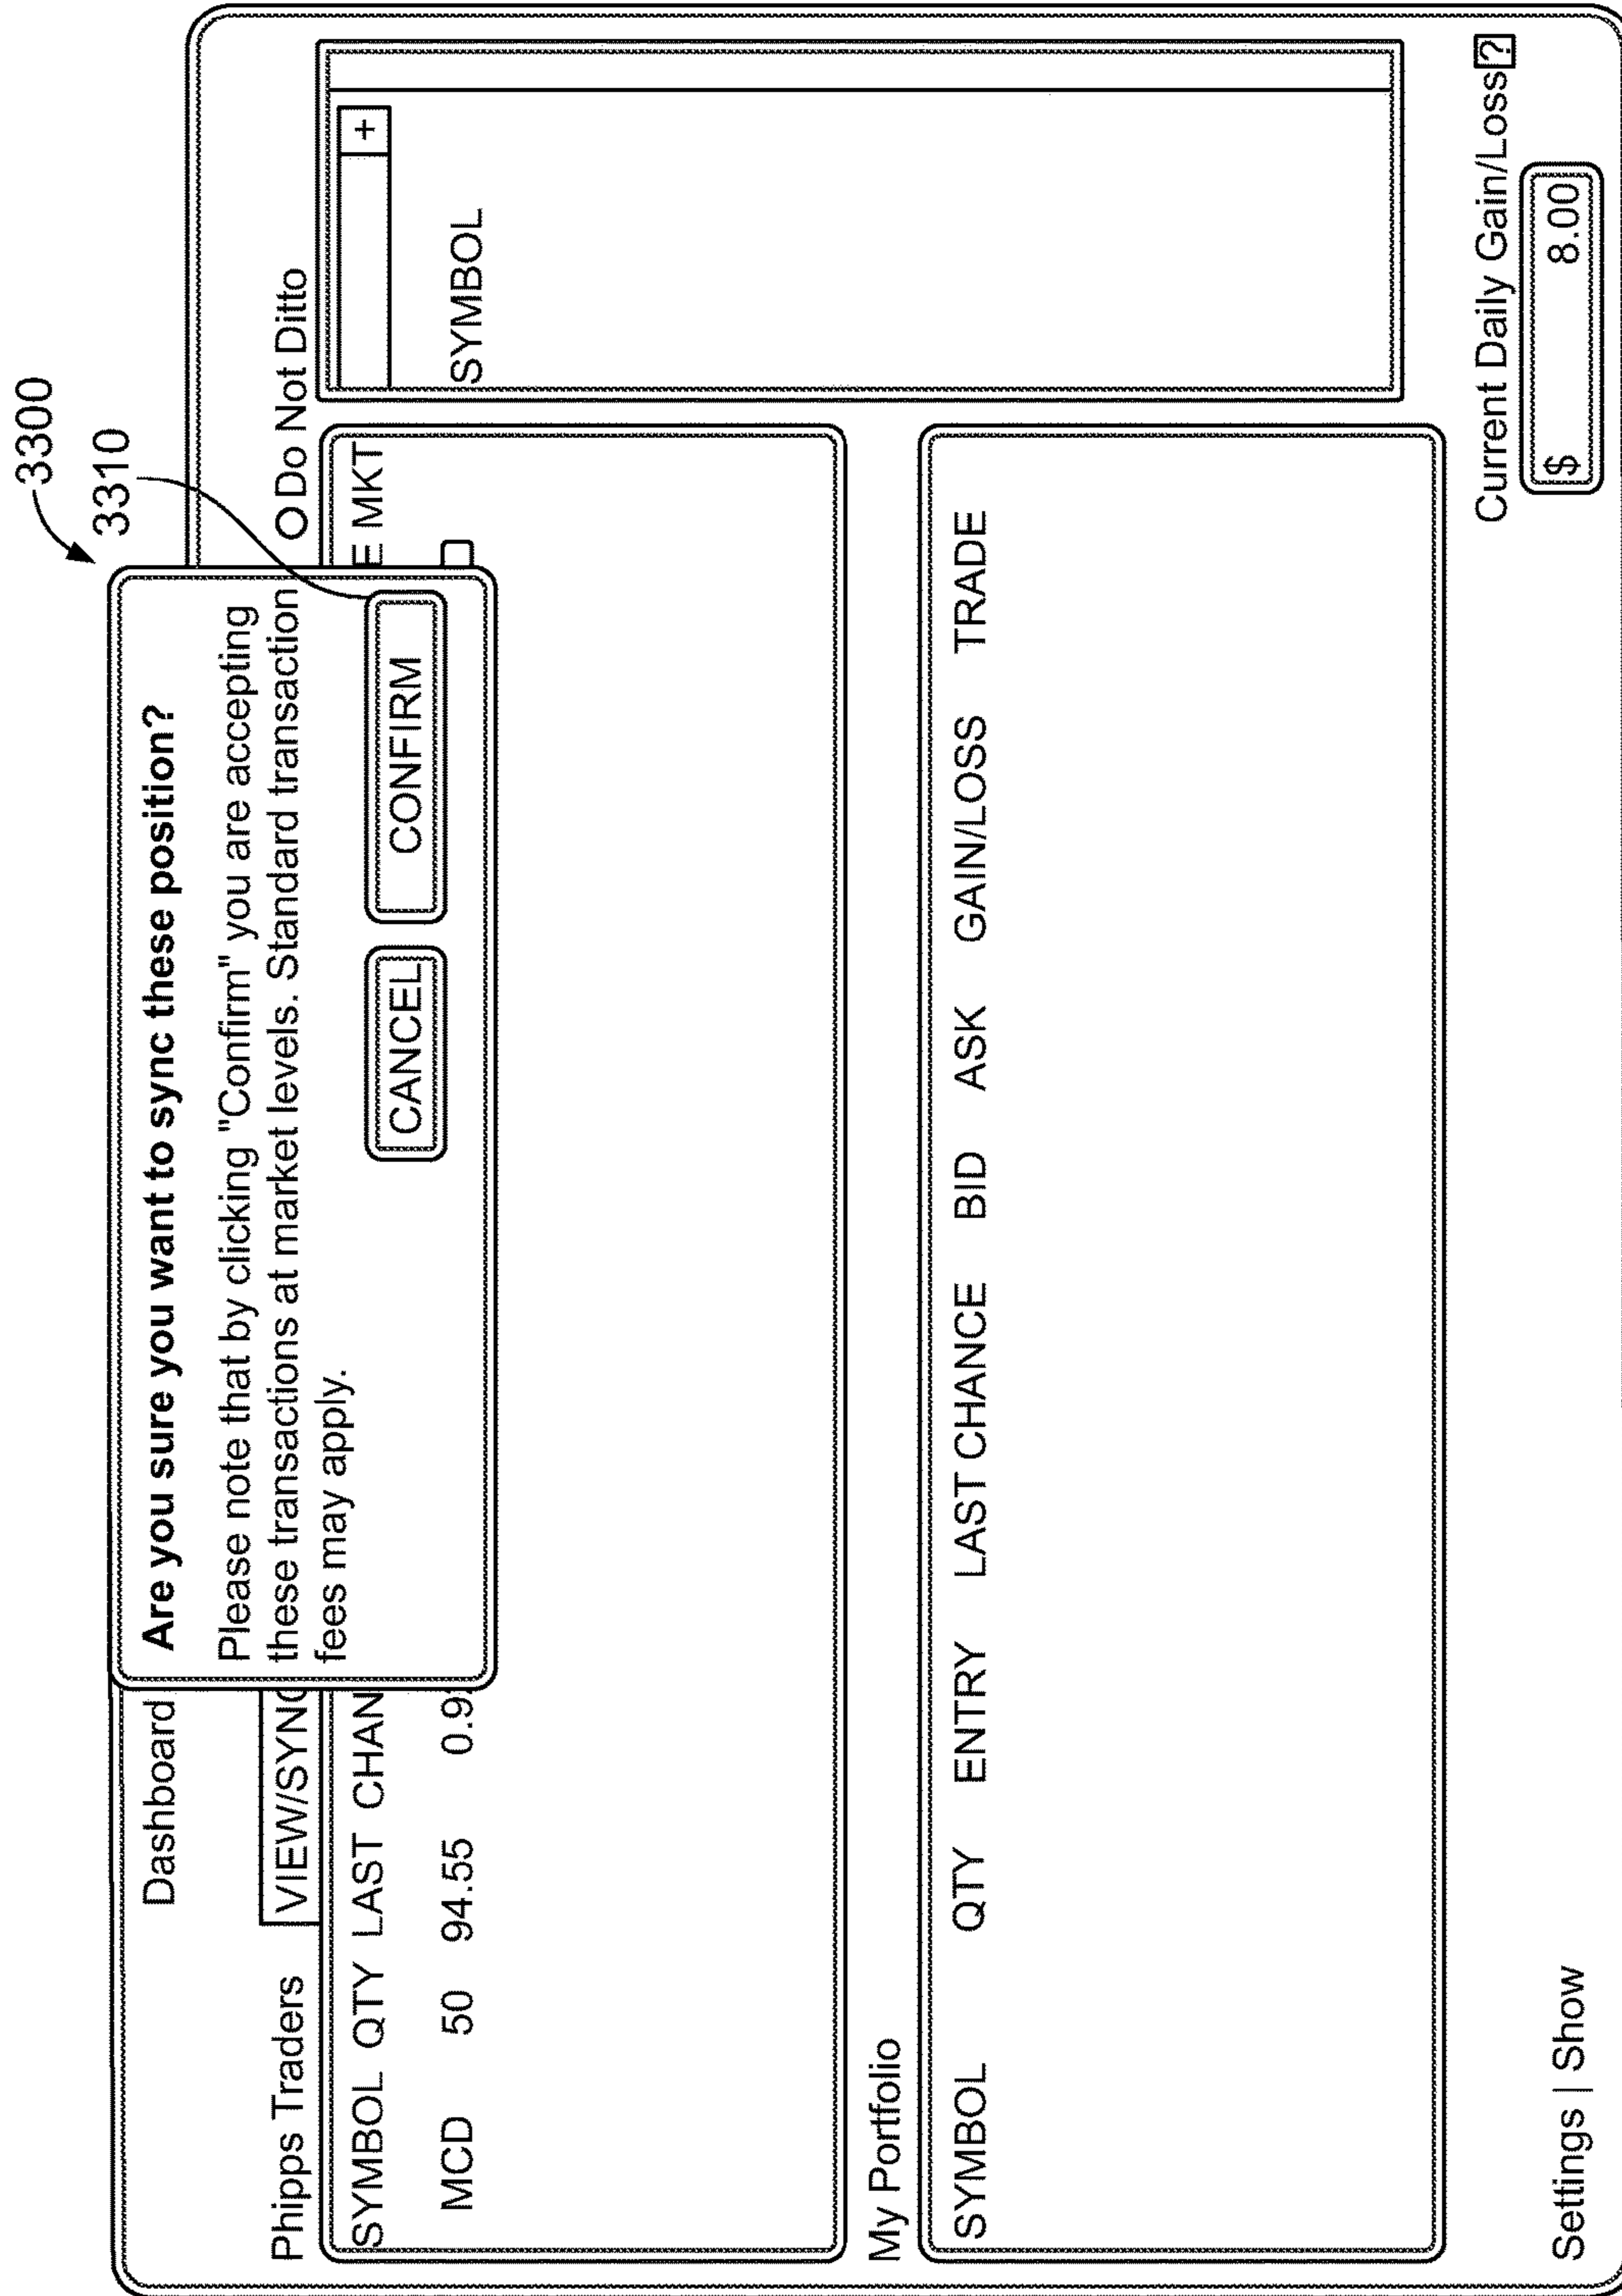 3300
3310
Dashboard
Are you sure you want to sync these position?
Please note that by clicking "Confirm" you are accepting
these transactions at market levels. Standard transaction
fees may apply.
CANCEL
CONFIRM
Phipps Traders
VIEW/SYNC
O Do Not Ditto
SYMBOL QTY LAST CHAN
E MKT
MCD 50 94.55 0.9
+
SYMBOL
My Portfolio
SYMBOL QTY ENTRY LAST CHANCE BID ASK GAIN/LOSS TRADE
Current Daily Gain/Loss ?
$ 8.00
Settings | Show